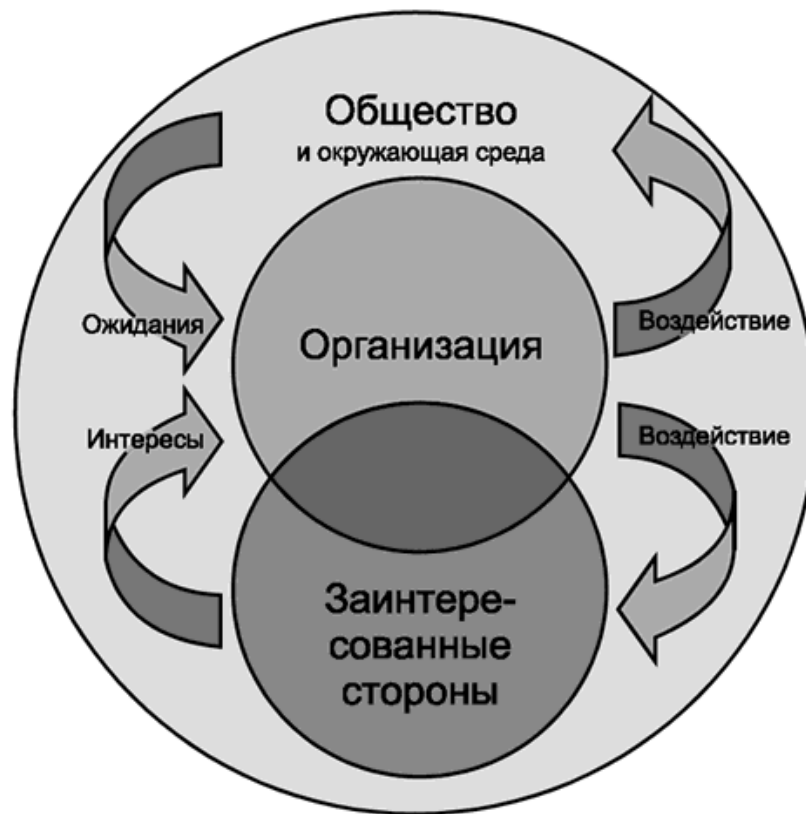 Общество
и окружающая среда
Ожидания
Воздействие
Организация
Интересы
Воздействие
Заинтере-
сованные
стороны